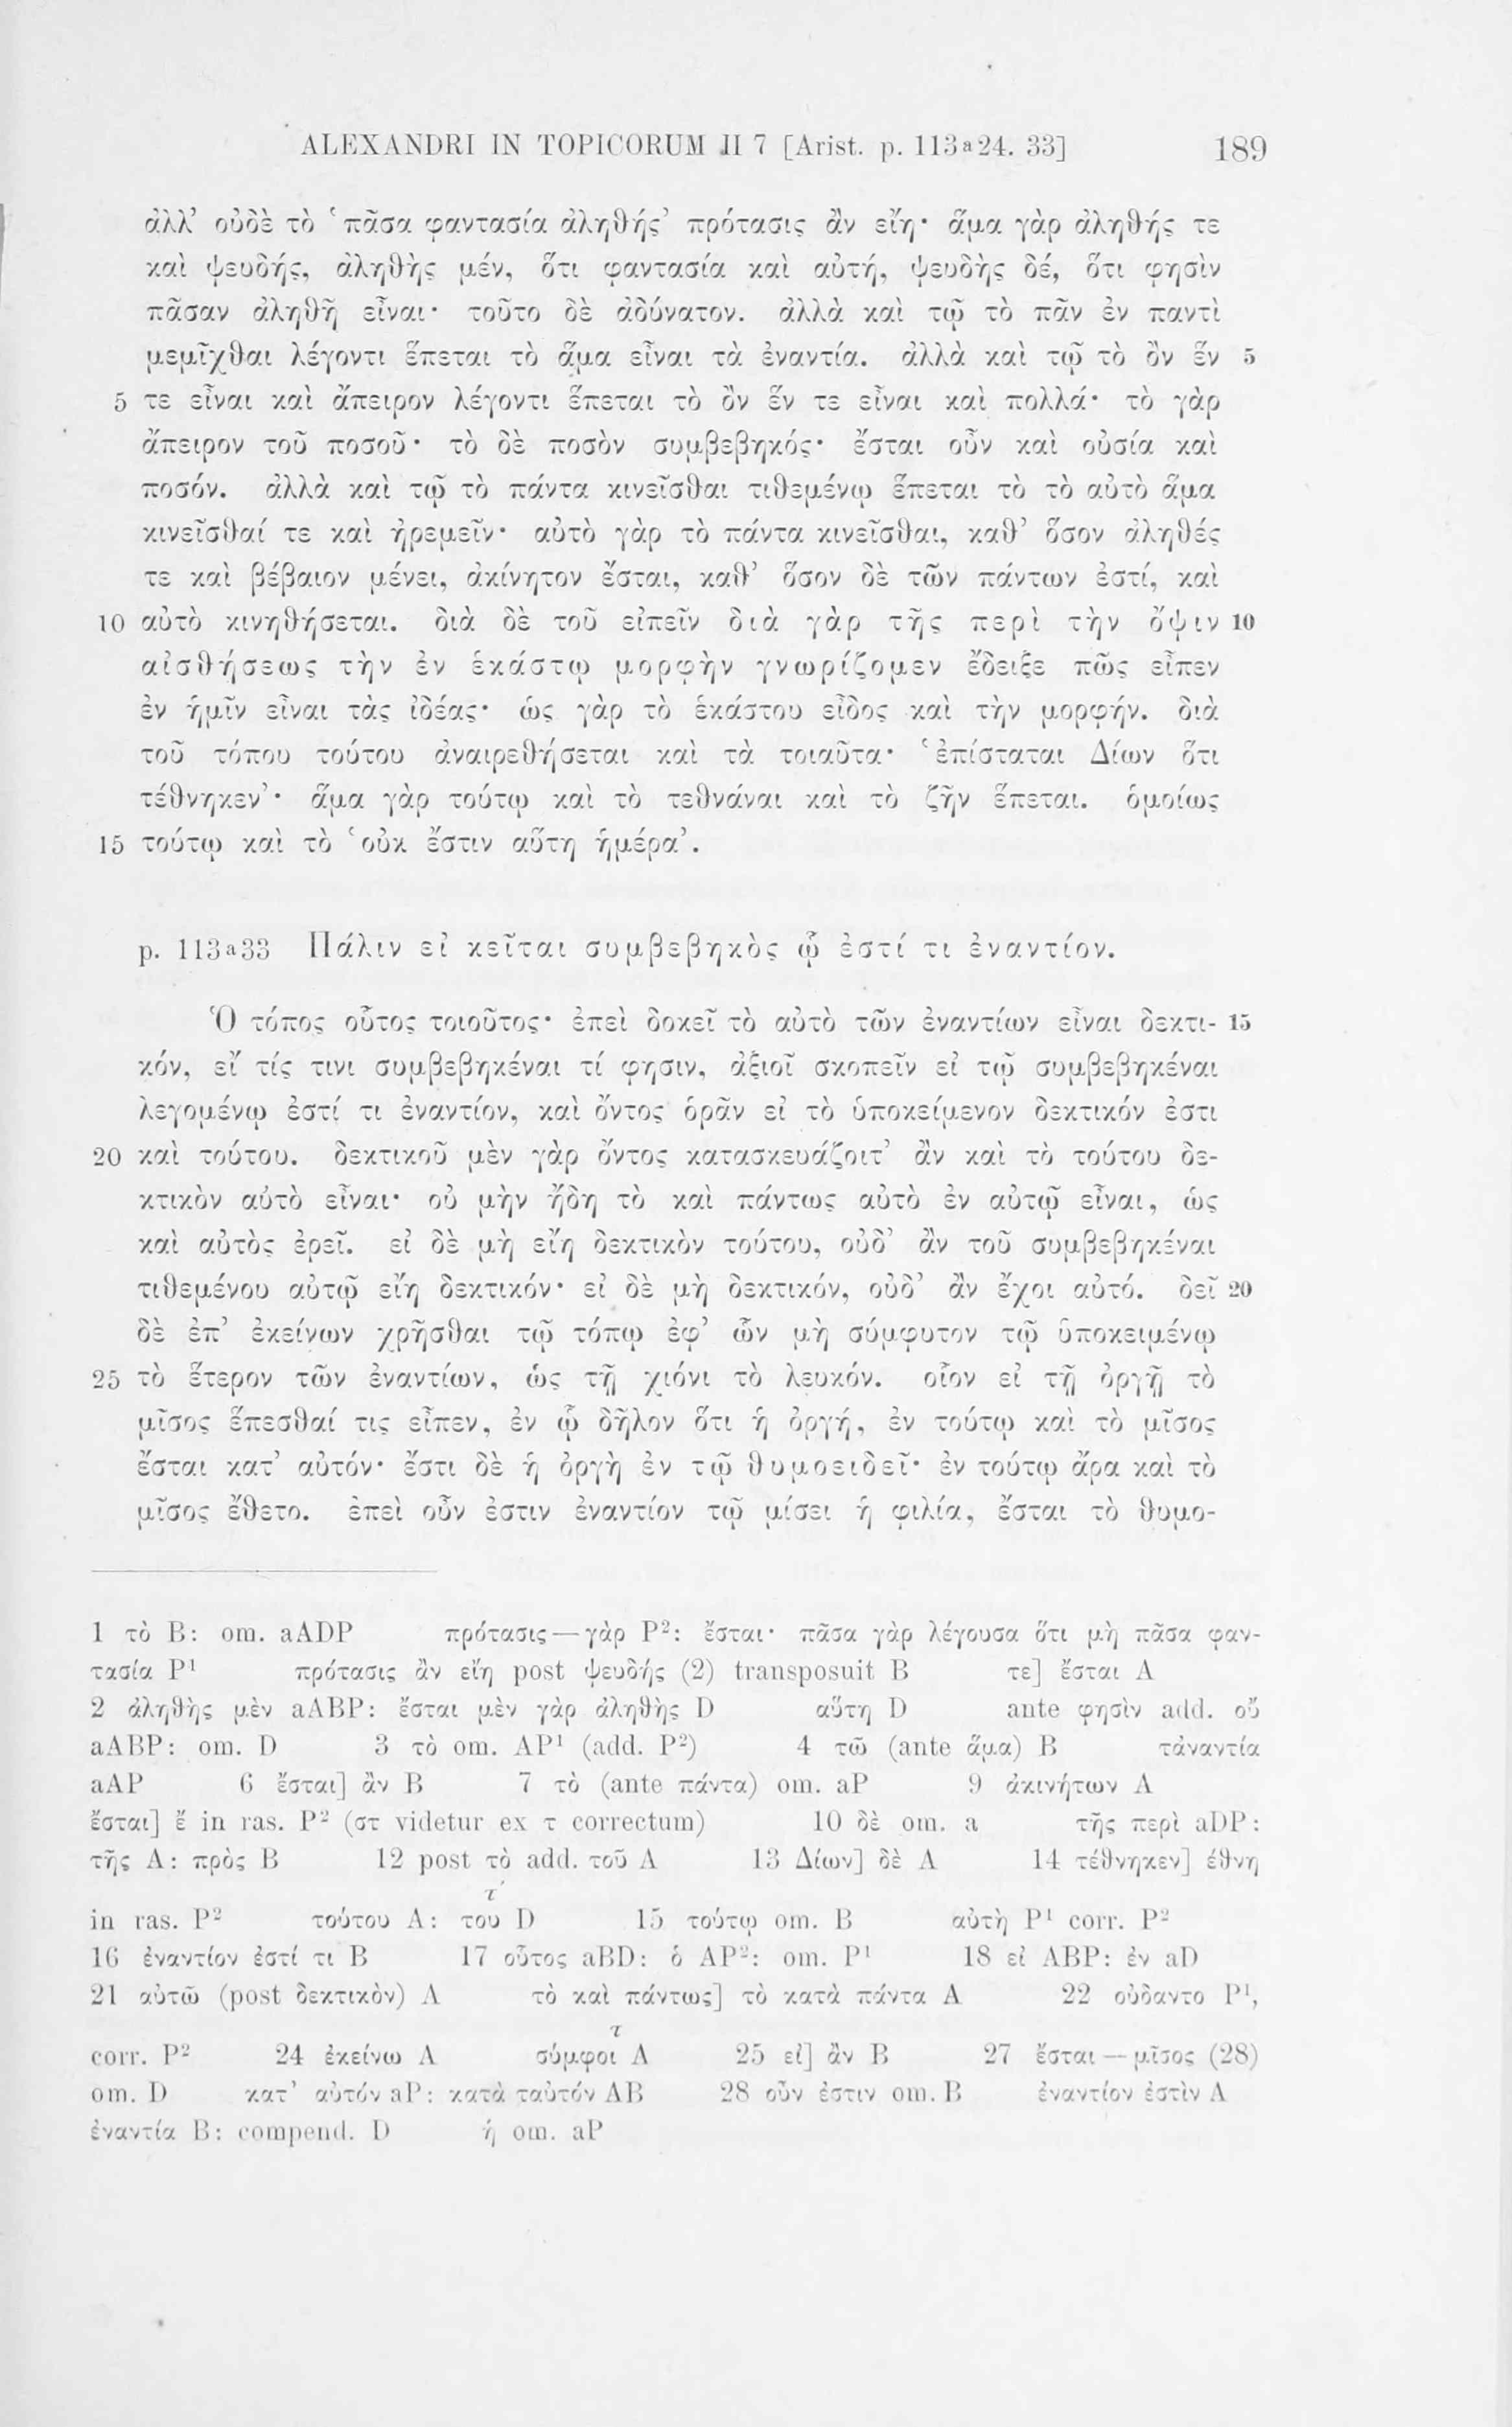 ALEXANDRI IN TOPICORUM II 7 [Arist. p. 113ª24. 33] 189
ἀλλ’ οὐδὲ τὸ ‘πᾶσα φαντασία ἀληθής’ πρότασις ἂν εἴη· ἅμα γὰρ ἀληθής τε
καὶ ψευδής, ἀληθὴς μέν, ὅτι φαντασία καὶ αὐτή, ψευδὴς δέ, ὅτι φησὶν
πᾶσαν ἀληθῆ εἶναι· τοῦτο δὲ ἀδύνατον. ἀλλὰ καὶ τῷ τὸ πᾶν ἐν παντὶ
μεμῖχθαι λέγοντι ἕπεται τὸ ἅμα εἶναι τὰ ἐναντία. ἀλλὰ καὶ τῷ τὸ ὂν ἕν 5
5 τε εἶναι καὶ ἄπειρον λέγοντι ἕπεται τὸ ὂν ἕν τε εἶναι καὶ πολλά· τὸ γὰρ
ἄπειρον τοῦ ποσοῦ· τὸ δὲ ποσὸν συμβεβηκός· ἔσται οὖν καὶ οὐσία καὶ
ποσόν. ἀλλὰ καὶ τῷ τὸ πάντα κινεῖσθαι τιθεμένῳ ἕπεται τὸ τὸ αὐτὸ ἅμα
κινεῖσθαί τε καὶ ἠρεμεῖν· αὐτὸ γὰρ τὸ πάντα κινεῖσθαι, καθ’ ὅσον ἀληθές
τε καὶ βέβαιον μένει, ἀκίνητον ἔσται, καθ’ ὅσον δὲ τῶν πάντων ἐστί, καὶ
10 αὐτὸ κινηθήσεται. διὰ δὲ τοῦ εἰπεῖν διὰ γὰρ τῆς περὶ τὴν ὄψιν 10
αἰσθήσεως τὴν ἐν ἑκάστῳ μορφὴν γνωρίζομεν ἔδειξε πῶς εἶπεν
ἐν ἡμῖν εἶναι τὰς ἰδέας· ὡς γὰρ τὸ ἑκάστου εἶδος καὶ τὴν μορφήν. διὰ
τοῦ τόπου τούτου ἀναιρεθήσεται καὶ τὰ τοιαῦτα· ‘ἐπίσταται Δίων ὅτι
τέθνηκεν’· ἅμα γὰρ τούτῳ καὶ τὸ τεθνάναι καὶ τὸ ζῆν ἕπεται. ὁμοίως
15 τούτῳ καὶ τὸ ‘οὐκ ἔστιν αὕτη ἡμέρα’.
p. 113ª33 Πάλιν εἰ κεῖται συμβεβηκὸς ᾧ ἐστί τι ἐναντίον.
Ὁ τόπος οὗτος τοιοῦτος· ἐπεὶ δοκεῖ τὸ αὐτὸ τῶν ἐναντίων εἶναι δεκτι- 15
κόν, εἴ τίς τινι συμβεβηκέναι τί φησιν, ἀξιοῖ σκοπεῖν εἰ τῷ συμβεβηκέναι
λεγομένῳ ἐστί τι ἐναντίον, καὶ ὄντος ὁρᾶν εἰ τὸ ὑποκείμενον δεκτικόν ἐστι
20 καὶ τούτου. δεκτικοῦ μὲν γὰρ ὄντος κατασκευάζοιτ’ ἂν καὶ τὸ τούτου δε-
κτικὸν αὐτὸ εἶναι· οὐ μὴν ἤδη τὸ καὶ πάντως αὐτὸ ἐν αὐτῷ εἶναι, ὡς
καὶ αὐτὸς ἐρεῖ. εἰ δὲ μὴ εἴη δεκτικὸν τούτου, οὐδ’ ἂν τοῦ συμβεβηκέναι
τιθεμένου αὐτῷ εἴη δεκτικόν· εἰ δὲ μὴ δεκτικόν, οὐδ’ ἂν ἔχοι αὐτό. δεῖ 20
δὲ ἐπ’ ἐκείνων χρῆσθαι τῷ τόπῳ ἐφ’ ὧν μὴ σύμφυτον τῷ ὑποκειμένῳ
25 τὸ ἕτερον τῶν ἐναντίων, ὡς τῇ χιόνι τὸ λευκόν. οἷον εἰ τῇ ὀργῇ τὸ
μῖσος ἕπεσθαί τις εἶπεν, ἐν ᾧ δῆλον ὅτι ἡ ὀργή, ἐν τούτῳ καὶ τὸ μῖσος
ἔσται κατ’ αὐτόν· ἔστι δὲ ἡ ὀργὴ ἐν τῷ θυμοειδεῖ· ἐν τούτῳ ἄρα καὶ τὸ
μῖσος ἔθετο. ἐπεὶ οὖν ἐστιν ἐναντίον τῷ μίσει ἡ φιλία, ἔσται τὸ θυμο-
1 τὸ B: om. aADP πρότασις — γὰρ P²: ἔσται· πᾶσα γὰρ λέγουσα ὅτι μὴ πᾶσα φαν-
τασία P¹ πρότασις ἂν εἴη post ψευδής (2) transposuit B τε] ἔσται A
2 ἀληθὴς μὲν aABP: ἔσται μὲν γὰρ ἀληθὴς D αὕτη D ante φησὶν add. οὔ
aABP: om. D 3 τὸ om. AP¹ (add. P²) 4 τῶ (ante ἅμα) B τἀναντία
aAP 6 ἔσται] ἂν B 7 τὸ (ante πάντα) om. aP 9 ἀκινήτων A
ἔσται] ἔ in ras. P² (στ videtur ex τ correctum) 10 δὲ om. a τῆς περὶ aDP:
τῆς A: πρὸς B 12 post τὸ add. τοῦ A 13 Δίων] δὲ A 14 τέθνηκεν] έθνη
in ras. P² τούτου A: του τ´ D 15 τούτῳ om. B αὐτὴ P¹ corr. P²
16 ἐναντίον ἐστί τι B 17 οὗτος aBD: ὁ AP²: om. P¹ 18 εἰ ABP: ἐν aD
21 αὐτῶ (post δεκτικὸν) A τὸ καὶ πάντως] τὸ κατὰ πάντα A 22 οὐδαντο P¹,
corr. P² 24 ἐκείνω A σύμφοι τ A 25 εἰ] ἂν B 27 ἔσται — μῖσος (28)
om. D κατ’ αὐτόν aP: κατὰ ταὐτόν AB 28 οὖν ἐστιν om. B ἐναντίον ἐστὶν A
ἐναντία B: compend. D ἡ om. aP